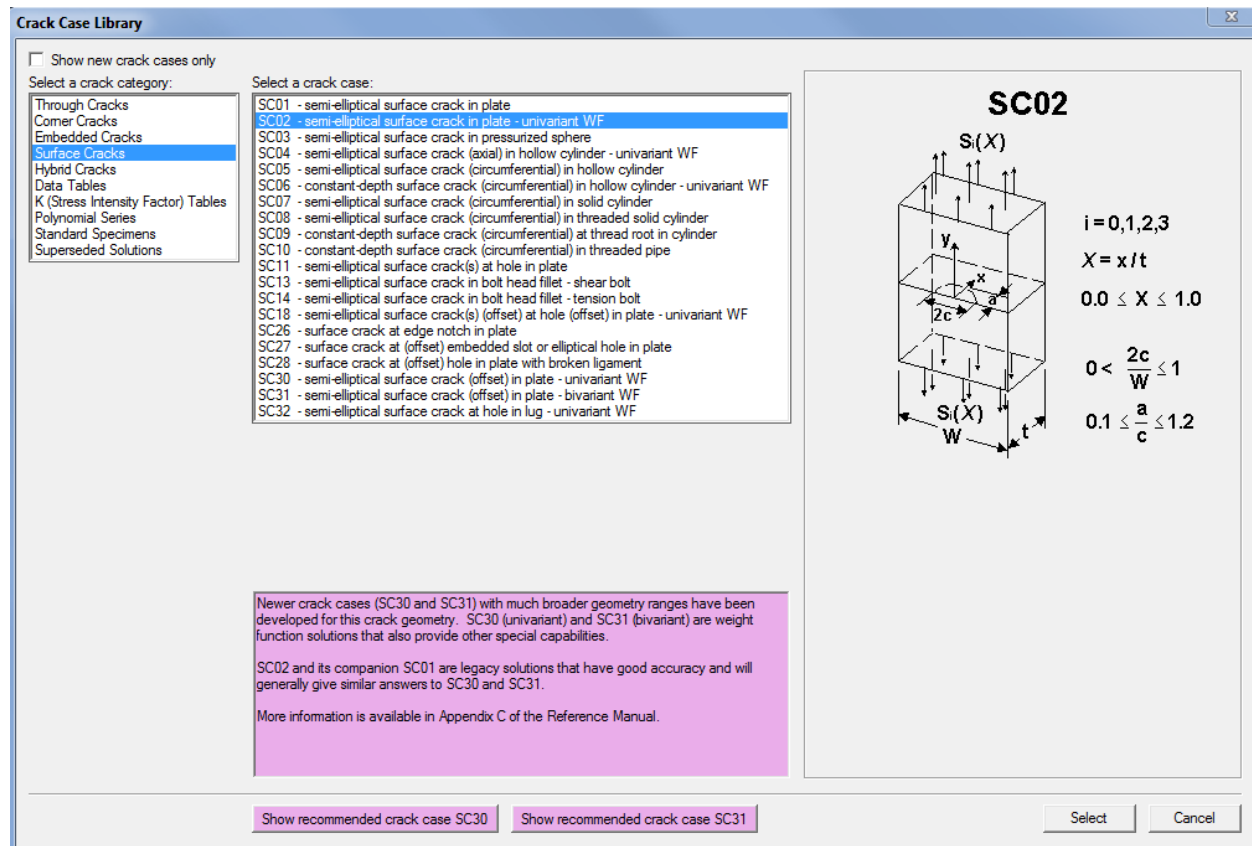 Crack Case Library
Show new crack cases only
Select a crack category:
Through Cracks
Corner Cracks
Embedded Cracks
Surface Cracks
Hybrid Cracks
Data Tables
K (Stress Intensity Factor) Tables
Polynomial Series
Standard Specimens
Superseded Solutions
Select a crack case:
SC01 - semi-elliptical surface crack in plate
SC02 - semi-elliptical surface crack in plate - univariant WF
SC03 - semi-elliptical surface crack in pressurized sphere
SC04 - semi-elliptical surface crack (axial) in hollow cylinder - univariant WF
SC05 - semi-elliptical surface crack (circumferential) in hollow cylinder
SC06 - constant-depth surface crack (circumferential) in hollow cylinder - univariant WF
SC07 - semi-elliptical surface crack (circumferential) in solid cylinder
SC08 - semi-elliptical surface crack (circumferential) in threaded solid cylinder
SC09 - constant-depth surface crack (circumferential) at thread root in cylinder
SC10 - constant-depth surface crack (circumferential) in threaded pipe
SC11 - semi-elliptical surface crack(s) at hole in plate
SC13 - semi-elliptical surface crack in bolt head fillet - shear bolt
SC14 - semi-elliptical surface crack in bolt head fillet - tension bolt
SC18 - semi-elliptical surface crack(s) (offset) at hole (offset) in plate - univariant WF
SC26 - surface crack at edge notch in plate
SC27 - surface crack at (offset) embedded slot or elliptical hole in plate
SC28 - surface crack at (offset) hole in plate with broken ligament
SC30 - semi-elliptical surface crack (offset) in plate - univariant WF
SC31 - semi-elliptical surface crack (offset) in plate - bivariant WF
SC32 - semi-elliptical surface crack at hole in lug - univariant WF
Newer crack cases (SC30 and SC31) with much broader geometry ranges have been
developed for this crack geometry. SC30 (univariant) and SC31 (bivariant) are weight
function solutions that also provide other special capabilities.
SC02 and its companion SC01 are legacy solutions that have good accuracy and will
generally give similar answers to SC30 and SC31.
More information is available in Appendix C of the Reference Manual.
SC02
Si(X)
y
x
a
2c
Si(X)
W
t
i = 0,1,2,3
X = x / t
0.0 ≤ X ≤ 1.0
0 < 2c/W ≤ 1
0.1 ≤ a/c ≤ 1.2
Show recommended crack case SC30
Show recommended crack case SC31
Select
Cancel